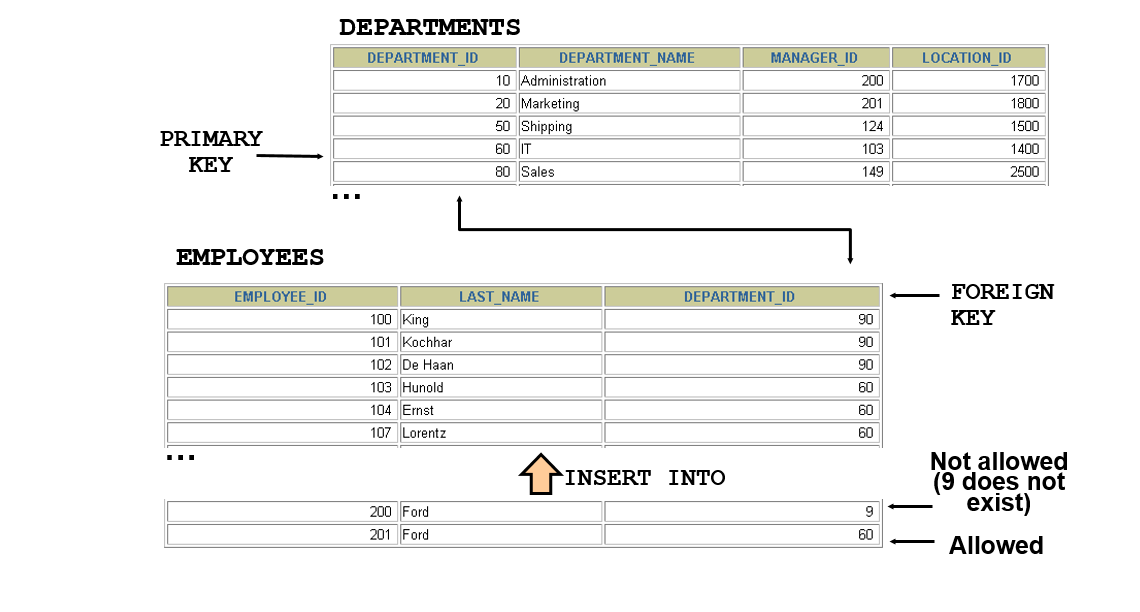 DEPARTMENTS
DEPARTMENT_ID DEPARTMENT_NAME MANAGER_ID LOCATION_ID
10 Administration 200 1700
20 Marketing 201 1800
50 Shipping 124 1500
60 IT 103 1400
80 Sales 149 2500
...
PRIMARY
KEY
EMPLOYEES
EMPLOYEE_ID LAST_NAME DEPARTMENT_ID
100 King 90
101 Kochhar 90
102 De Haan 90
103 Hunold 60
104 Ernst 60
107 Lorentz 60
...
FOREIGN
KEY
INSERT INTO
200 Ford 9
201 Ford 60
Not allowed
(9 does not
exist)
Allowed